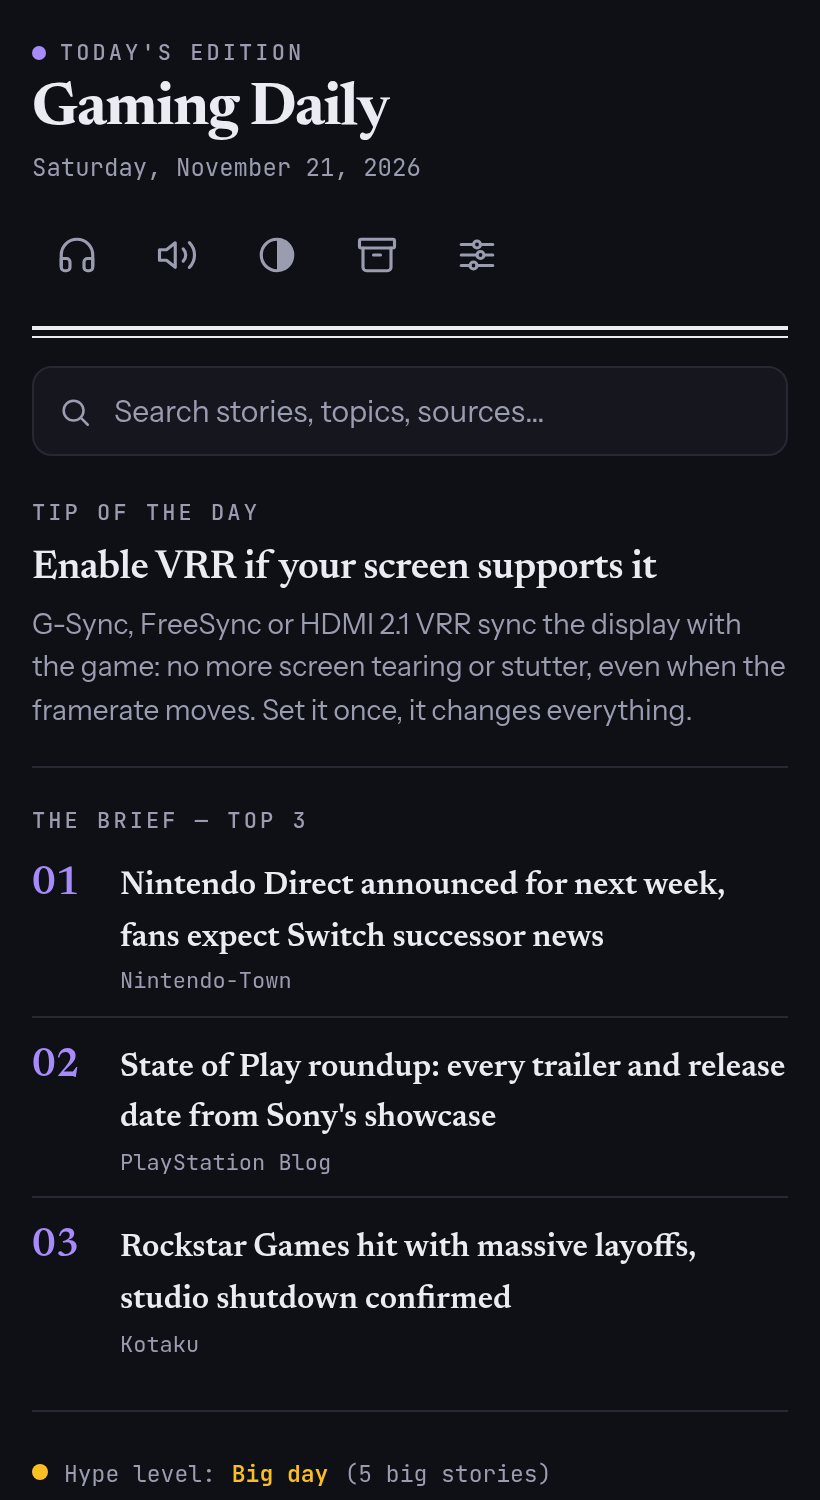 TODAY'S EDITION
Gaming Daily
Saturday, November 21, 2026
Search stories, topics, sources...
TIP OF THE DAY
Enable VRR if your screen supports it
G-Sync, FreeSync or HDMI 2.1 VRR sync the display with
the game: no more screen tearing or stutter, even when the
framerate moves. Set it once, it changes everything.
THE BRIEF — TOP 3
01
Nintendo Direct announced for next week,
fans expect Switch successor news
Nintendo-Town
02
State of Play roundup: every trailer and release
date from Sony's showcase
PlayStation Blog
03
Rockstar Games hit with massive layoffs,
studio shutdown confirmed
Kotaku
Hype level: Big day (5 big stories)